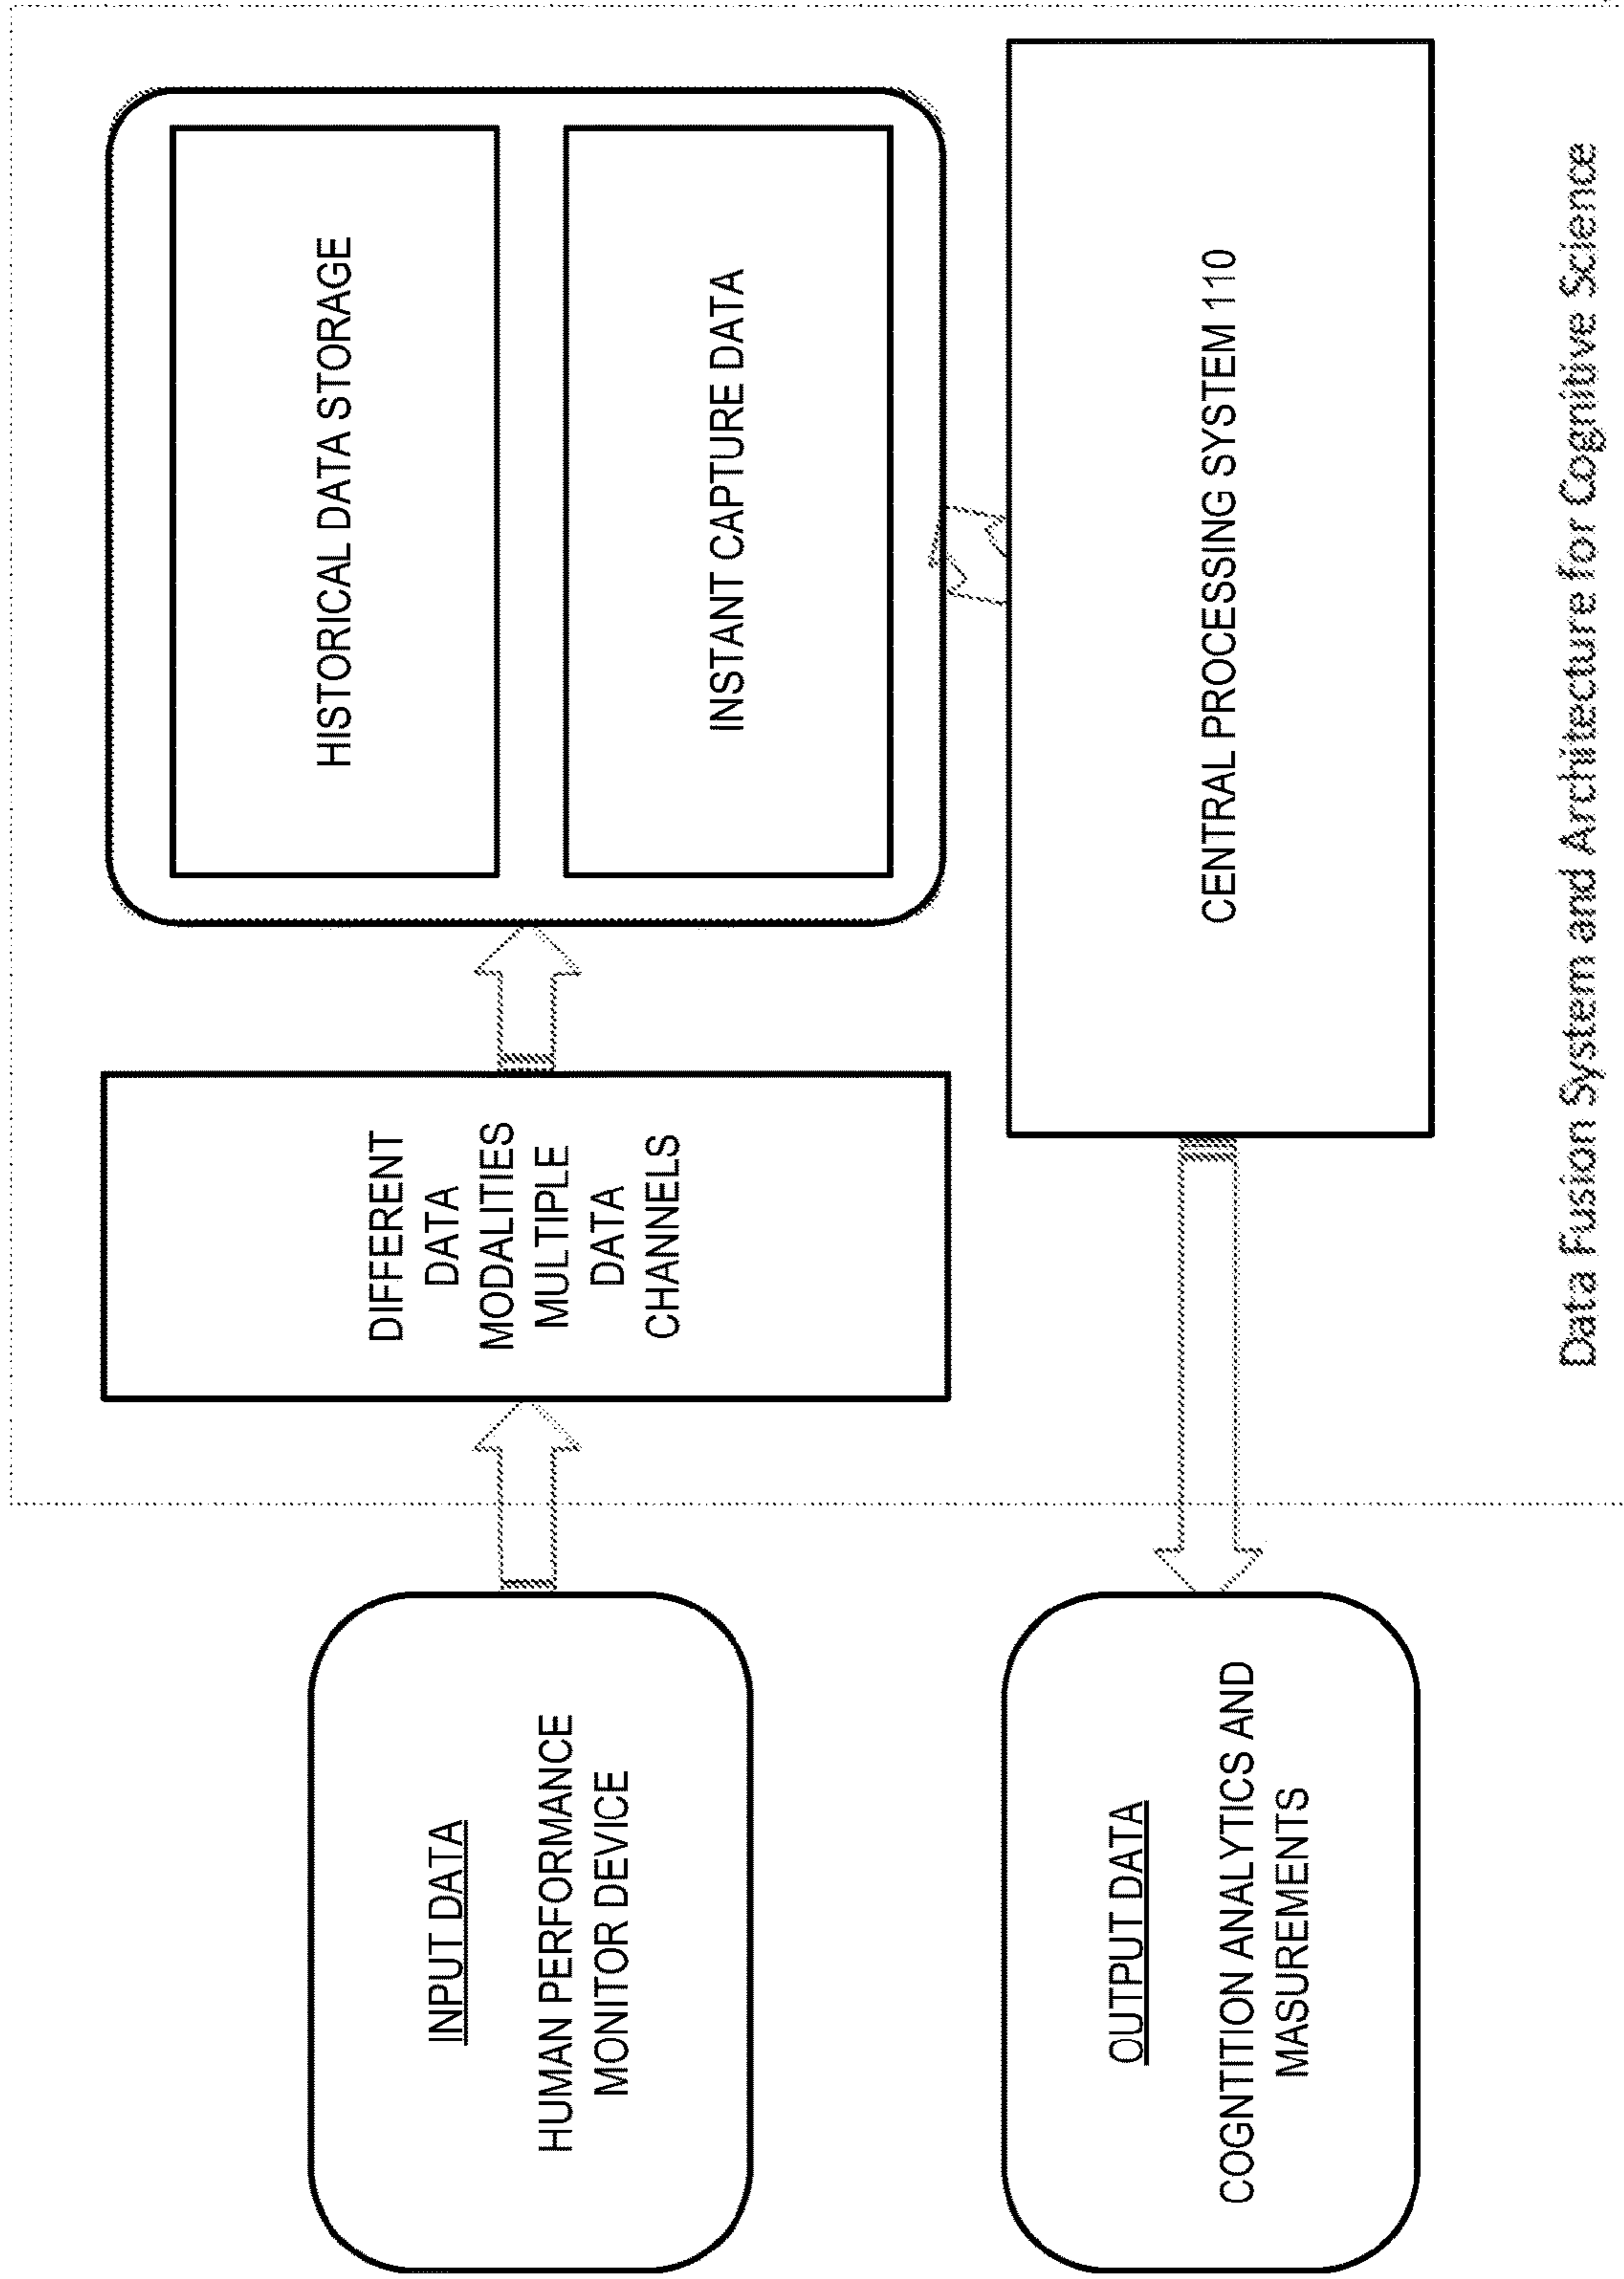 INPUT DATA
HUMAN PERFORMANCE
MONITOR DEVICE
DIFFERENT
DATA
MODALITIES
MULTIPLE
DATA
CHANNELS
HISTORICAL DATA STORAGE
INSTANT CAPTURE DATA
CENTRAL PROCESSING SYSTEM 110
OUTPUT DATA
COGNTITION ANALYTICS AND
MASUREMENTS
Data Fusion System and Architecture for Cognitive Science